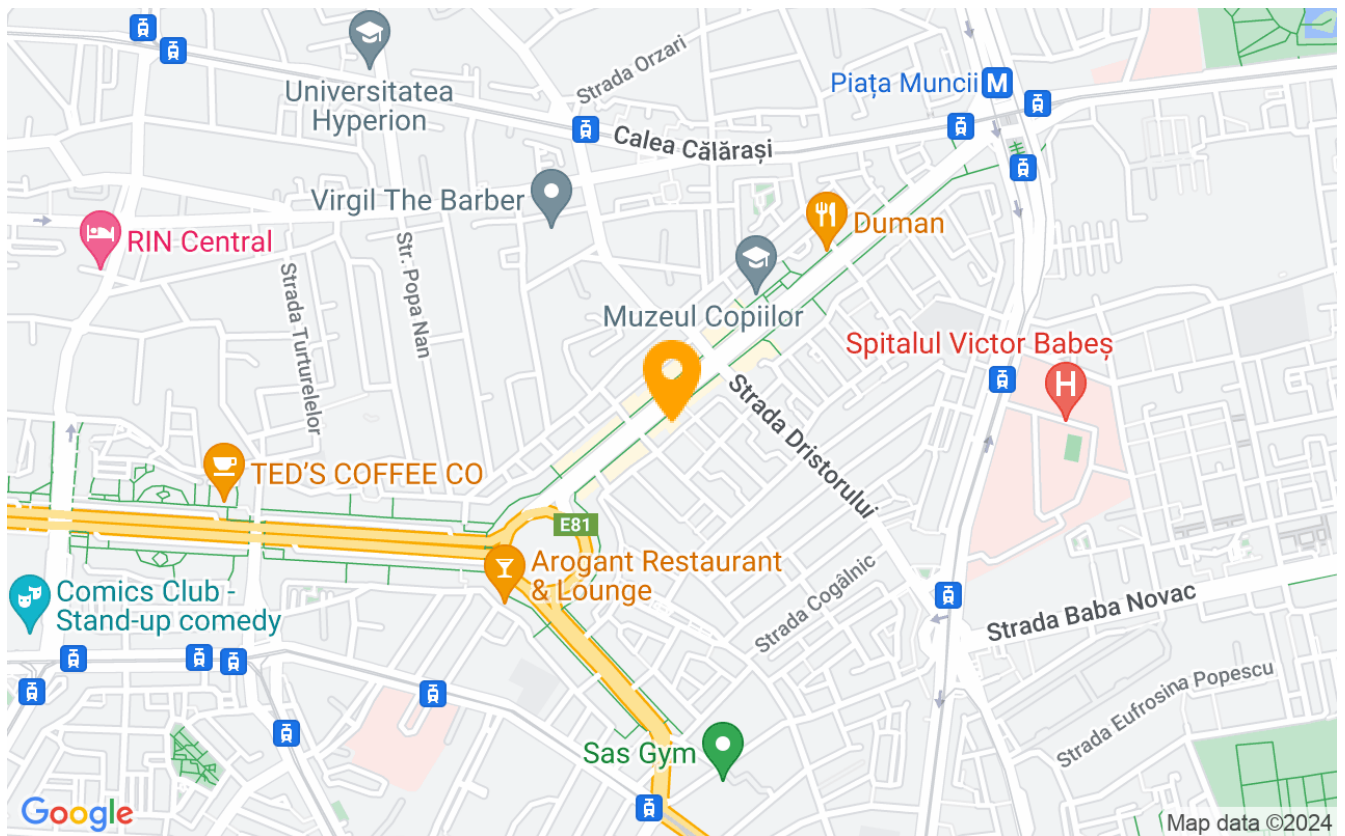 Universitatea
Hyperion
Strada Orzari
Piața Muncii
M
Calea Călărași
Virgil The Barber
Duman
RIN Central
Str. Popa Nan
Strada Turturelelor
Muzeul Copiilor
Spitalul Victor Babeș
H
Strada Dristorului
TED'S COFFEE CO
E81
Arogant Restaurant
& Lounge
Comics Club -
Stand-up comedy
Strada Cogâlnic
Strada Baba Novac
Strada Eufrosina Popescu
Sas Gym
Google
Map data ©2024